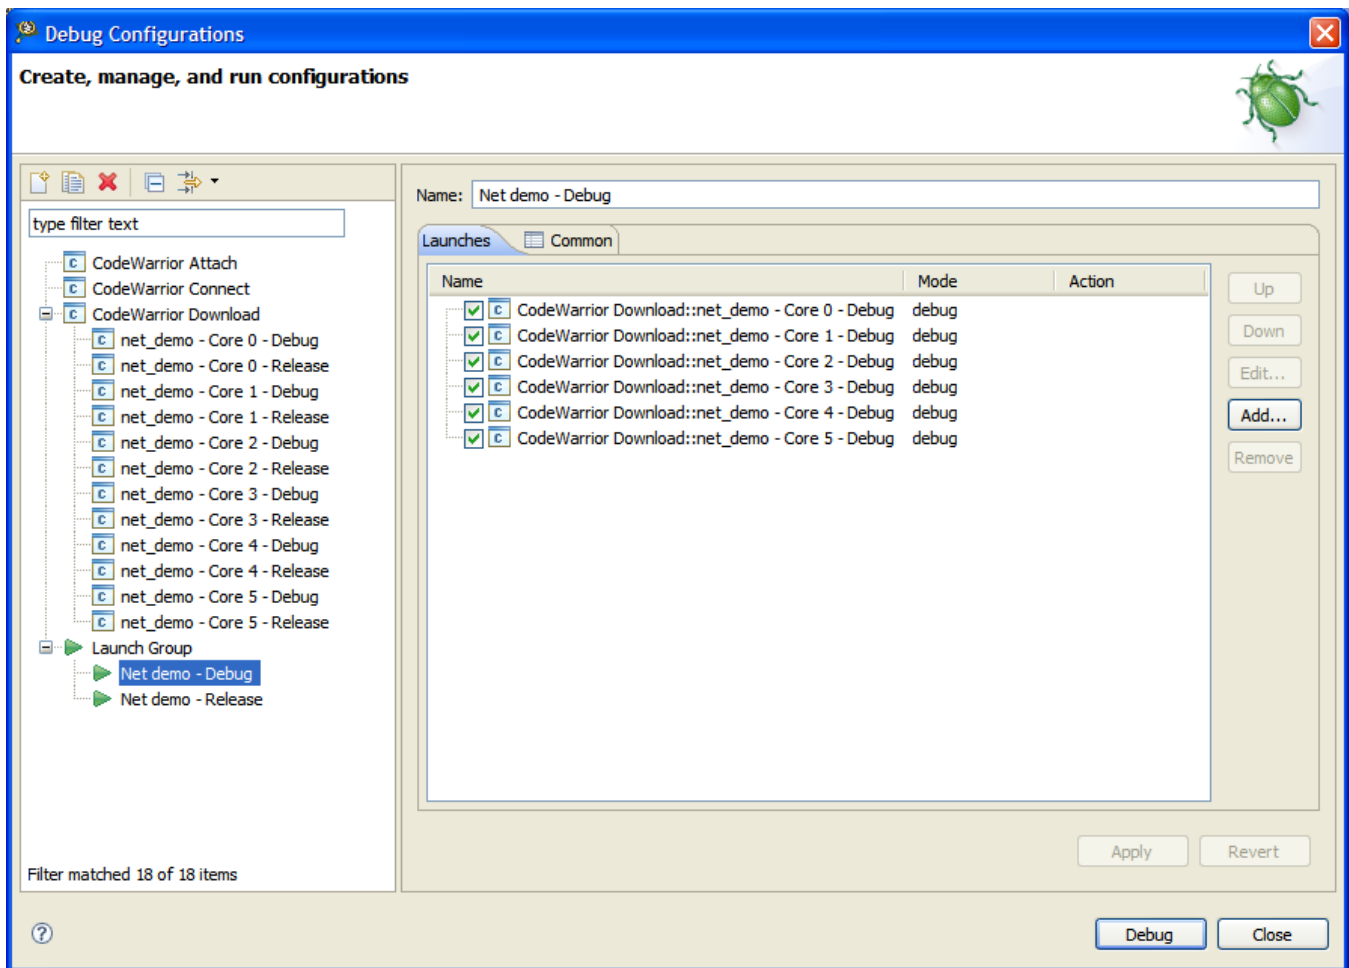 Debug Configurations
Create, manage, and run configurations
type filter text
CodeWarrior Attach
CodeWarrior Connect
CodeWarrior Download
net_demo - Core 0 - Debug
net_demo - Core 0 - Release
net_demo - Core 1 - Debug
net_demo - Core 1 - Release
net_demo - Core 2 - Debug
net_demo - Core 2 - Release
net_demo - Core 3 - Debug
net_demo - Core 3 - Release
net_demo - Core 4 - Debug
net_demo - Core 4 - Release
net_demo - Core 5 - Debug
net_demo - Core 5 - Release
Launch Group
Net demo - Debug
Net demo - Release
Filter matched 18 of 18 items
Name: Net demo - Debug
Launches Common
Name Mode Action
CodeWarrior Download::net_demo - Core 0 - Debug debug
CodeWarrior Download::net_demo - Core 1 - Debug debug
CodeWarrior Download::net_demo - Core 2 - Debug debug
CodeWarrior Download::net_demo - Core 3 - Debug debug
CodeWarrior Download::net_demo - Core 4 - Debug debug
CodeWarrior Download::net_demo - Core 5 - Debug debug
Up
Down
Edit...
Add...
Remove
Apply Revert
Debug Close